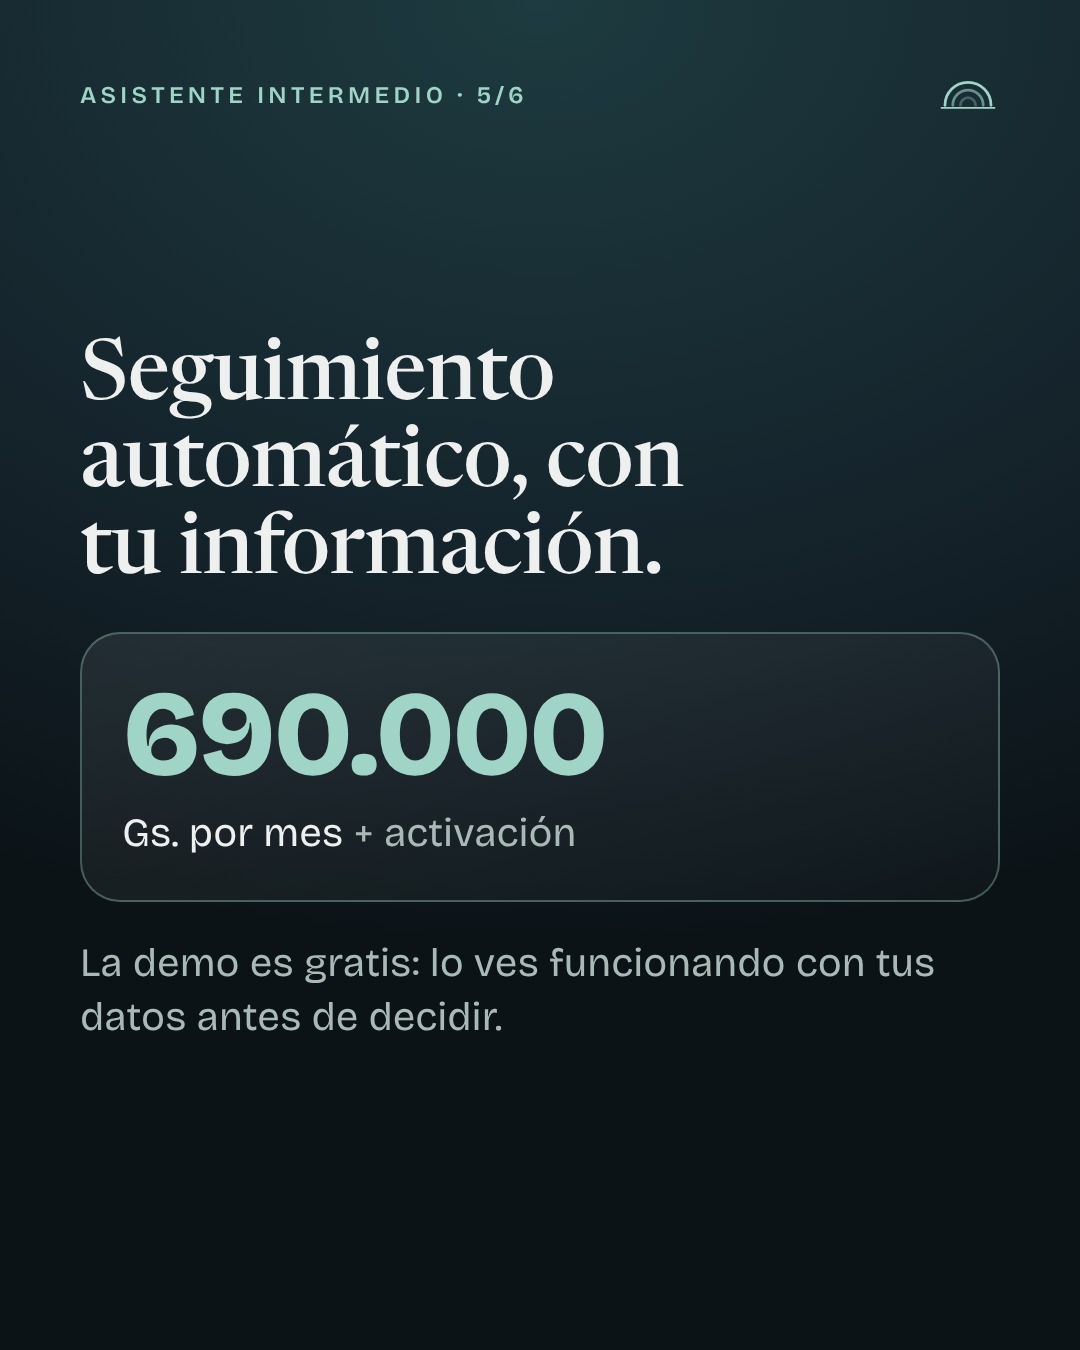 ASISTENTE INTERMEDIO · 5/6
Seguimiento
automático, con
tu información.
690.000
Gs. por mes + activación
La demo es gratis: lo ves funcionando con tus
datos antes de decidir.